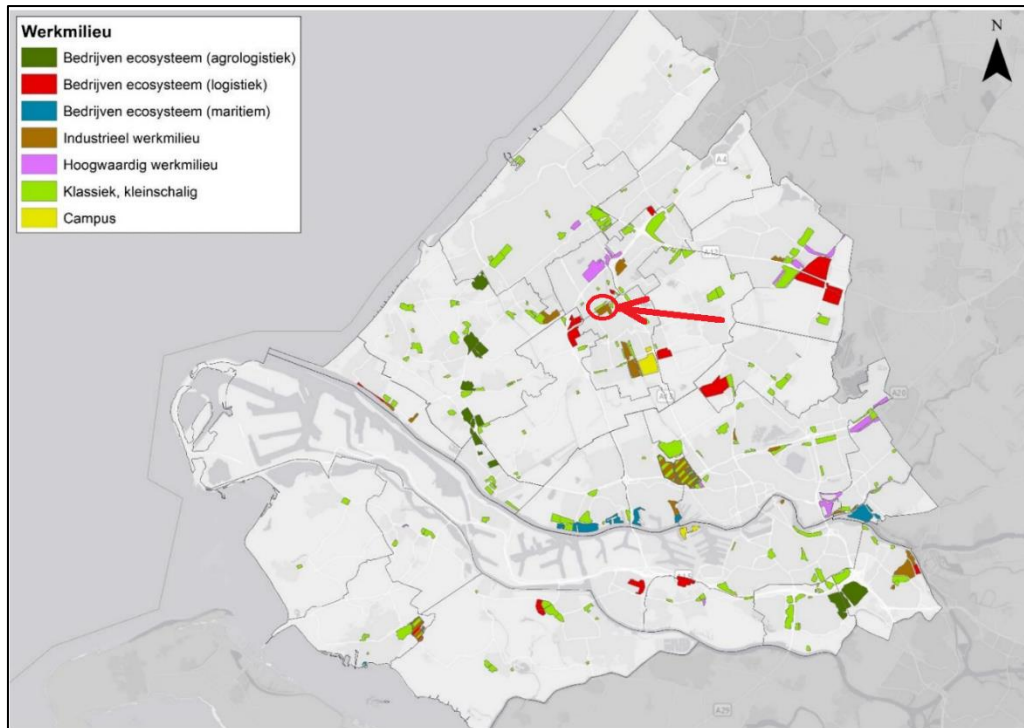 Werkmilieu
Bedrijven ecosysteem (agrologistiek)
Bedrijven ecosysteem (logistiek)
Bedrijven ecosysteem (maritiem)
Industrieel werkmilieu
Hoogwaardig werkmilieu
Klassiek, kleinschalig
Campus
N
A4
A12
A20
A13
A15
A29